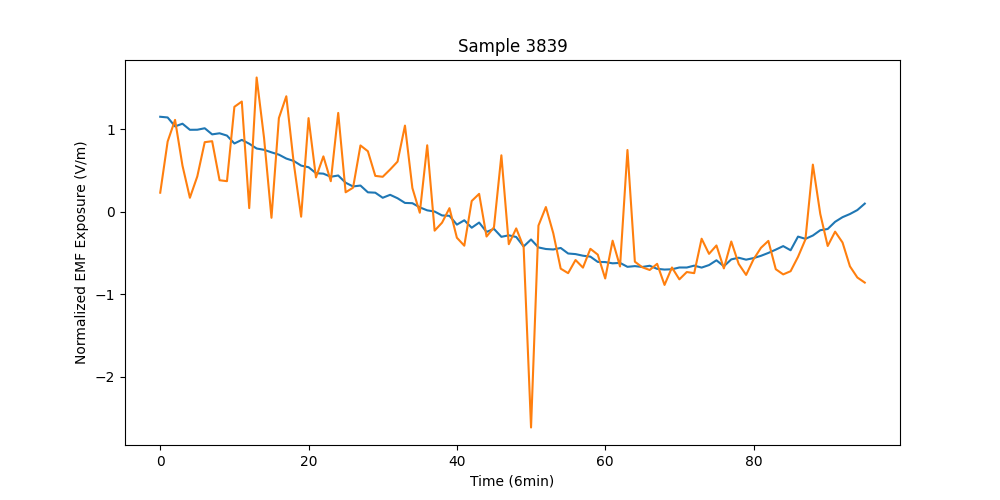 Sample 3839
Normalized EMF Exposure (V/m)
1
0
−1
−2
0 20 40 60 80
Time (6min)